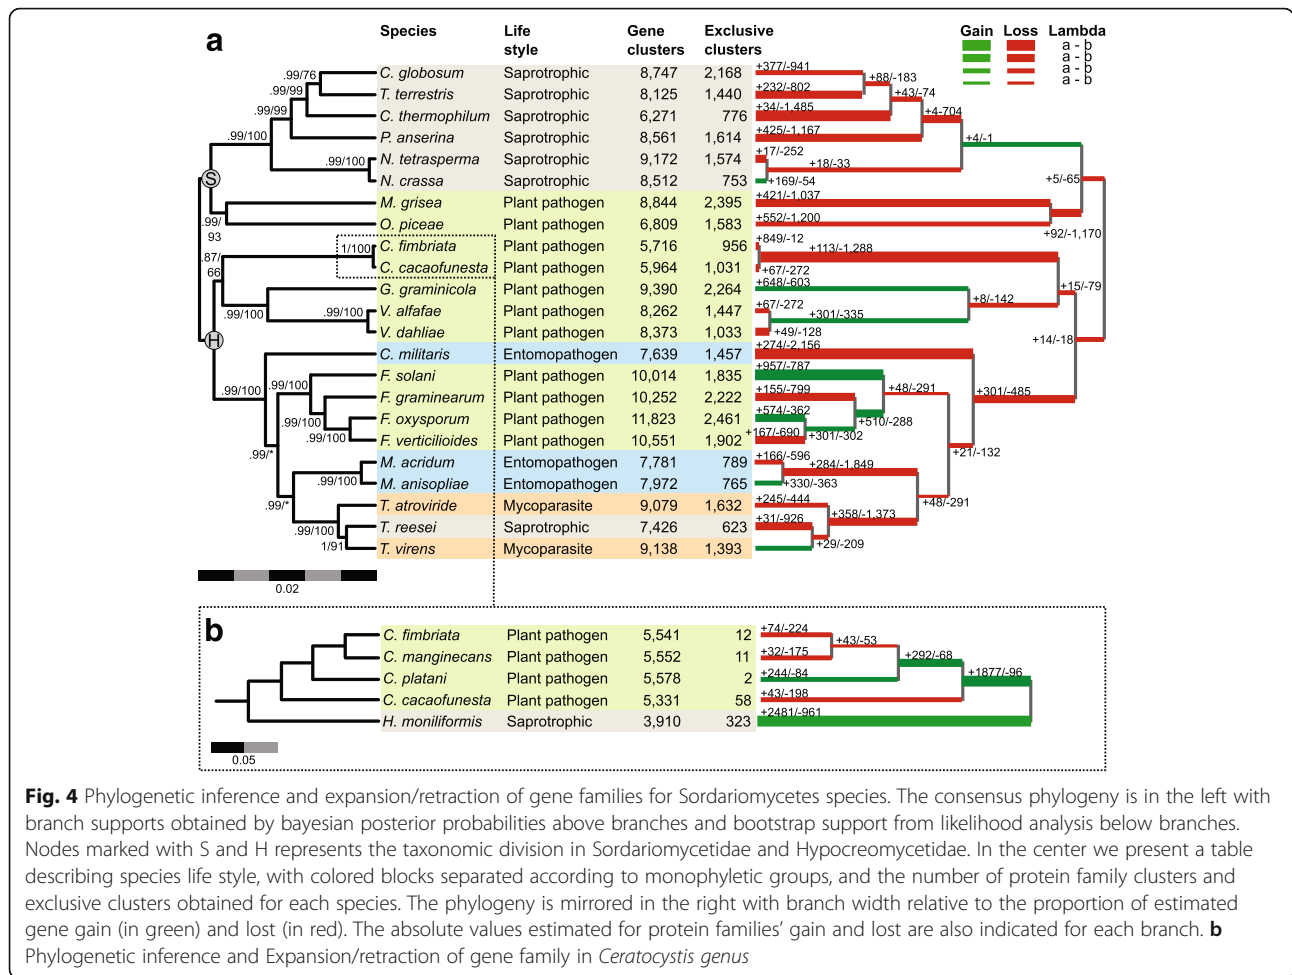 a
Species Life style Gene clusters Exclusive clusters
Gain Loss Lambda
a - b
a - b
a - b
a - b
C. globosum Saprotrophic 8,747 2,168
T. terrestris Saprotrophic 8,125 1,440
C. thermophilum Saprotrophic 6,271 776
P. anserina Saprotrophic 8,561 1,614
N. tetrasperma Saprotrophic 9,172 1,574
N. crassa Saprotrophic 8,512 753
M. grisea Plant pathogen 8,844 2,395
O. piceae Plant pathogen 6,809 1,583
C. fimbriata Plant pathogen 5,716 956
C. cacaofunesta Plant pathogen 5,964 1,031
G. graminicola Plant pathogen 9,390 2,264
V. alfafae Plant pathogen 8,262 1,447
V. dahliae Plant pathogen 8,373 1,033
C. militaris Entomopathogen 7,639 1,457
F. solani Plant pathogen 10,014 1,835
F. graminearum Plant pathogen 10,252 2,222
F. oxysporum Plant pathogen 11,823 2,461
F. verticilioides Plant pathogen 10,551 1,902
M. acridum Entomopathogen 7,781 789
M. anisopliae Entomopathogen 7,972 765
T. atroviride Mycoparasite 9,079 1,632
T. reesei Saprotrophic 7,426 623
T. virens Mycoparasite 9,138 1,393
.99/76
.99/99
.99/99
.99/100
.99/100
S
.99/
93
1/100
.87/
66
.99/100
.99/100
H
.99/100
.99/100
.99/100
.99/100
.99/*
.99/100
.99/*
.99/100
1/91
0.02
+377/-941
+88/-183
+232/-802
+43/-74
+34/-1,485
+4-704
+425/-1,167
+4/-1
+17/-252
+18/-33
+169/-54
+5/-65
+421/-1,037
+552/-1,200
+92/-1,170
+849/-12
+113/-1,288
+67/-272
+15/-79
+648/-603
+8/-142
+67/-272
+301/-335
+49/-128
+14/-18
+274/-2,156
+957/-787
+48/-291
+301/-485
+155/-799
+574/-362
+510/-288
+167/-690
+301/-302
+21/-132
+166/-596
+284/-1,849
+330/-363
+48/-291
+245/-444
+358/-1,373
+31/-926
+29/-209
b
C. fimbriata Plant pathogen 5,541 12
C. manginecans Plant pathogen 5,552 11
C. platani Plant pathogen 5,578 2
C. cacaofunesta Plant pathogen 5,331 58
H. moniliformis Saprotrophic 3,910 323
+74/-224
+43/-53
+32/-175
+292/-68
+244/-84
+1877/-96
+43/-198
+2481/-961
0.05
Fig. 4 Phylogenetic inference and expansion/retraction of gene families for Sordariomycetes species. The consensus phylogeny is in the left with
branch supports obtained by bayesian posterior probabilities above branches and bootstrap support from likelihood analysis below branches.
Nodes marked with S and H represents the taxonomic division in Sordariomycetidae and Hypocreomycetidae. In the center we present a table
describing species life style, with colored blocks separated according to monophyletic groups, and the number of protein family clusters and
exclusive clusters obtained for each species. The phylogeny is mirrored in the right with branch width relative to the proportion of estimated
gene gain (in green) and lost (in red). The absolute values estimated for protein families' gain and lost are also indicated for each branch. b
Phylogenetic inference and Expansion/retraction of gene family in Ceratocystis genus